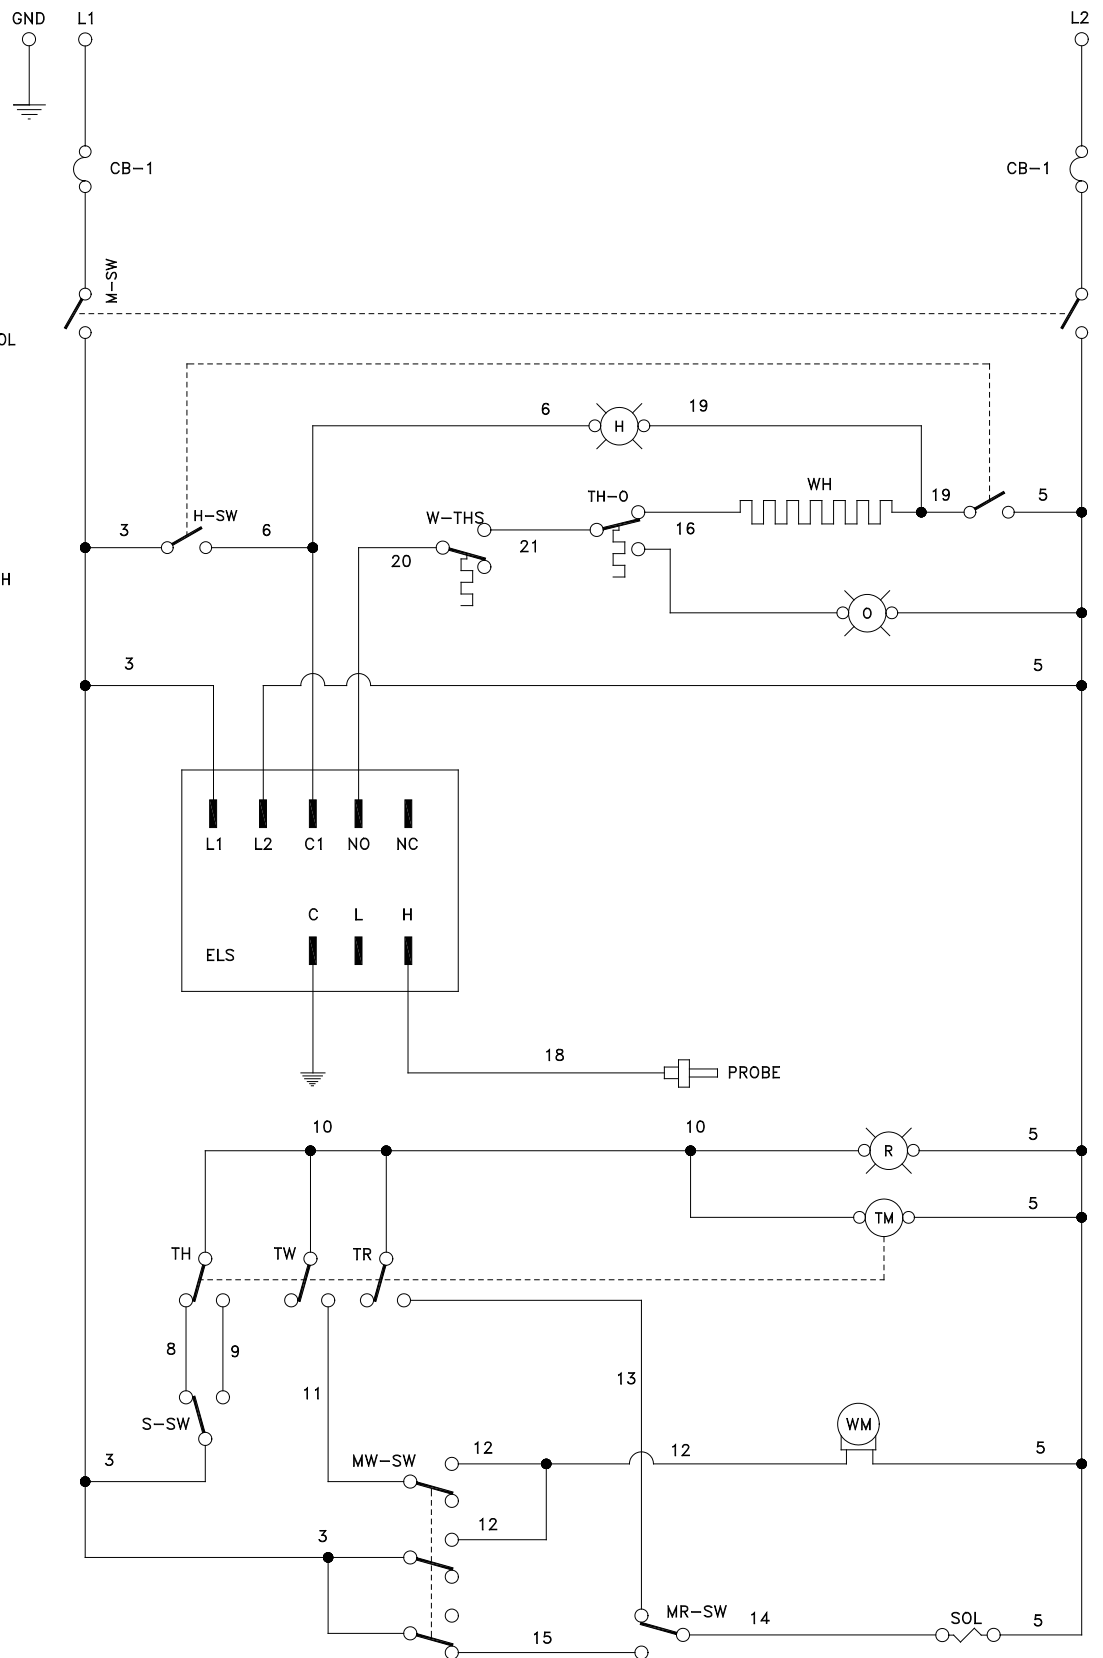 GND L1 L2
CB-1 CB-1
M-SW
OL
6 H 19
WH
TH-O
H-SW W-THS 19 5
3 6 21 16
20
H
O
3 5
L1 L2 C1 NO NC
C L H
ELS
18 PROBE
10 10 R 5
TM 5
TH TW TR
8 9
11 13
S-SW WM
3 MW-SW 12 12 5
12
3
MR-SW 14 SOL 5
15